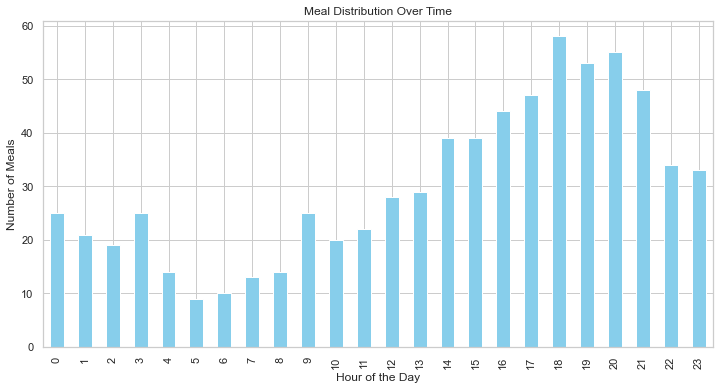 Meal Distribution Over Time
Number of Meals
60
50
40
30
20
10
0
0 1 2 3 4 5 6 7 8 9 10 11 12 13 14 15 16 17 18 19 20 21 22 23
Hour of the Day